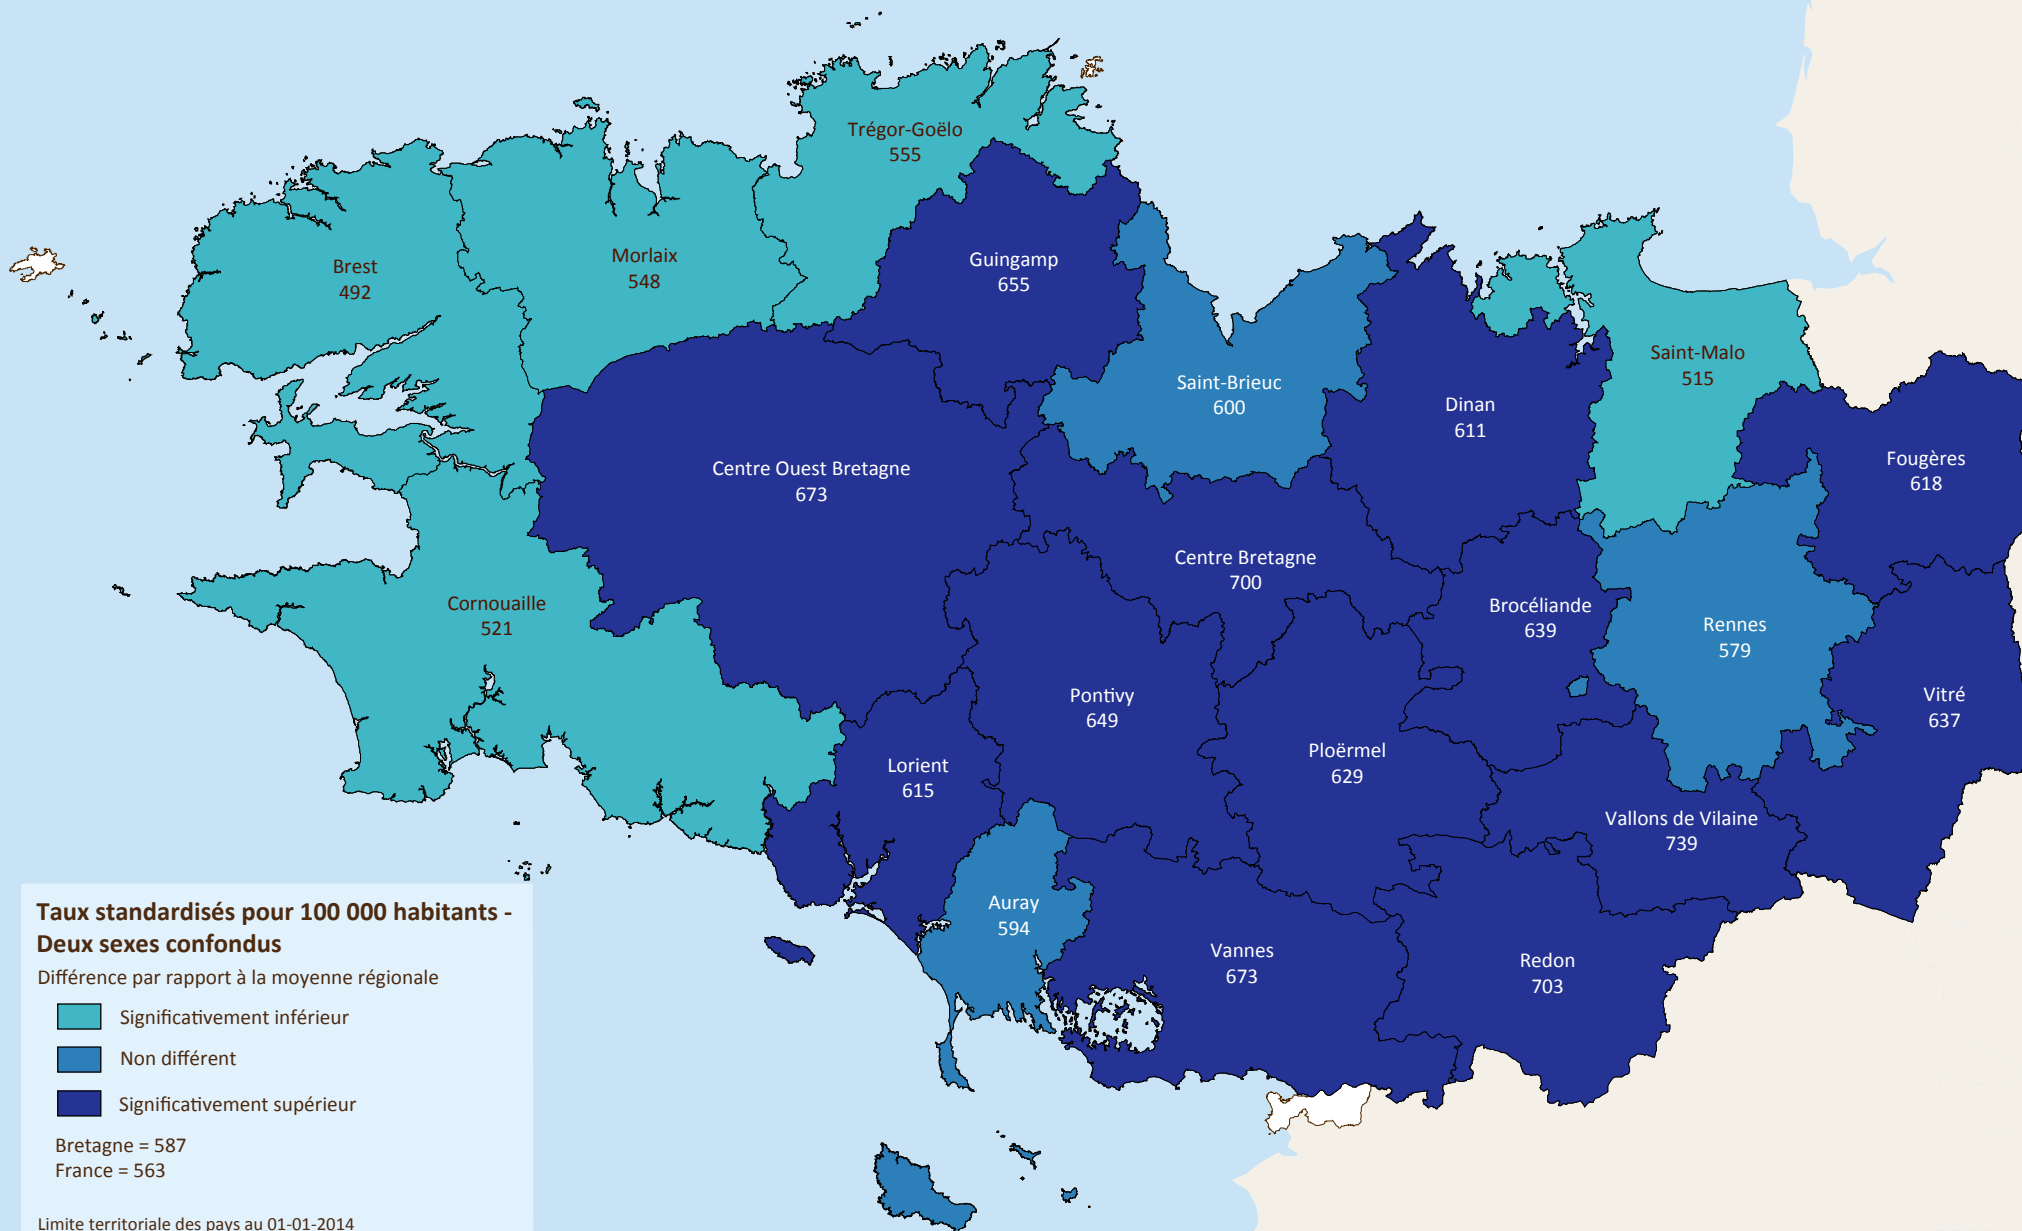 Trégor-Goëlo
555
Guingamp
655
Morlaix
548
Brest
492
Saint-Malo
515
Saint-Brieuc
600
Dinan
611
Fougères
618
Centre Ouest Bretagne
673
Centre Bretagne
700
Cornouaille
521
Brocéliande
639
Rennes
579
Pontivy
649
Vitré
637
Ploërmel
629
Lorient
615
Vallons de Vilaine
739
Auray
594
Vannes
673
Redon
703
Taux standardisés pour 100 000 habitants -
Deux sexes confondus
Différence par rapport à la moyenne régionale
Significativement inférieur
Non différent
Significativement supérieur
Bretagne = 587
France = 563
Limite territoriale des pays au 01-01-2014